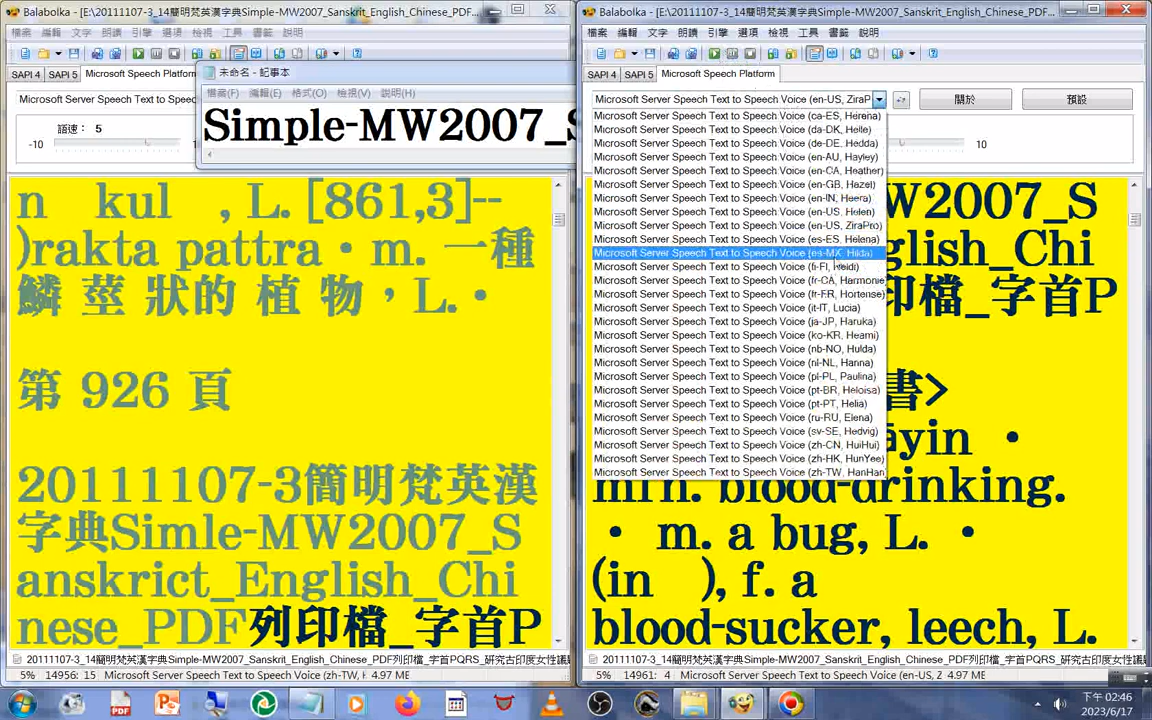 Balabolka - [E:\20111107-3_14簡明梵英漢字典Simple-MW2007_Sanskrit_English_Chinese_PDF...
檔案 編輯 文字 朗讀 引擎 選項 檢視 工具 書籤 說明
SAPI 4 SAPI 5 Microsoft Speech Platform
Microsoft Server Speech Text to Speech
語速： 5
-10
未命名 - 記事本
檔案(F) 編輯(E) 格式(O) 檢視(V) 說明(H)
Simple-MW2007_S
n kul , L. [861,3]--
)rakta pattra • m. 一種
鱗 莖 狀的 植 物，L.•
第 926 頁
20111107-3簡明梵英漢
字典Simle-MW2007_S
anskrict_English_Chi
nese_PDF列印檔_字首P
20111107-3_14簡明梵英漢字典Simple-MW2007_Sanskrit_English_Chinese_PDF列印檔_字首PQRS_研究古印度女性議
5% 14956: 15 Microsoft Server Speech Text to Speech Voice (zh-TW, 4.97 MB
Balabolka - [E:\20111107-3_14簡明梵英漢字典Simple-MW2007_Sanskrit_English_Chinese_PDF...
檔案 編輯 文字 朗讀 引擎 選項 檢視 工具 書籤 說明
SAPI 4 SAPI 5 Microsoft Speech Platform
Microsoft Server Speech Text to Speech Voice (en-US, ZiraP
關於 預設
Microsoft Server Speech Text to Speech Voice (ca-ES, Herena)
Microsoft Server Speech Text to Speech Voice (da-DK, Helle)
Microsoft Server Speech Text to Speech Voice (de-DE, Hedda)
Microsoft Server Speech Text to Speech Voice (en-AU, Hayley)
Microsoft Server Speech Text to Speech Voice (en-CA, Heather)
Microsoft Server Speech Text to Speech Voice (en-GB, Hazel)
Microsoft Server Speech Text to Speech Voice (en-IN, Heera)
Microsoft Server Speech Text to Speech Voice (en-US, Helen)
Microsoft Server Speech Text to Speech Voice (en-US, ZiraPro)
Microsoft Server Speech Text to Speech Voice (es-ES, Helena)
Microsoft Server Speech Text to Speech Voice (es-MX, Hilda)
Microsoft Server Speech Text to Speech Voice (fi-FI, Heidi)
Microsoft Server Speech Text to Speech Voice (fr-CA, Harmonie)
Microsoft Server Speech Text to Speech Voice (fr-FR, Hortense)
Microsoft Server Speech Text to Speech Voice (it-IT, Lucia)
Microsoft Server Speech Text to Speech Voice (ja-JP, Haruka)
Microsoft Server Speech Text to Speech Voice (ko-KR, Heami)
Microsoft Server Speech Text to Speech Voice (nb-NO, Hulda)
Microsoft Server Speech Text to Speech Voice (nl-NL, Hanna)
Microsoft Server Speech Text to Speech Voice (pl-PL, Paulina)
Microsoft Server Speech Text to Speech Voice (pt-BR, Heloisa)
Microsoft Server Speech Text to Speech Voice (pt-PT, Helia)
Microsoft Server Speech Text to Speech Voice (ru-RU, Elena)
Microsoft Server Speech Text to Speech Voice (sv-SE, Hedvig)
Microsoft Server Speech Text to Speech Voice (zh-CN, HuiHui)
Microsoft Server Speech Text to Speech Voice (zh-HK, HunYee)
Microsoft Server Speech Text to Speech Voice (zh-TW, HanHan)
10
W2007_S
glish_Chi
印檔_字首P
書>
āyin •
mfn. blood-drinking.
• m. a bug, L. •
(in ), f. a
blood-sucker, leech, L.
20111107-3_14簡明梵英漢字典Simple-MW2007_Sanskrit_English_Chinese_PDF列印檔_字首PQRS_研究古印度女性議
5% 14961: 4 Microsoft Server Speech Text to Speech Voice (en-US, Z 4.97 MB
下午 02:46
2023/6/17